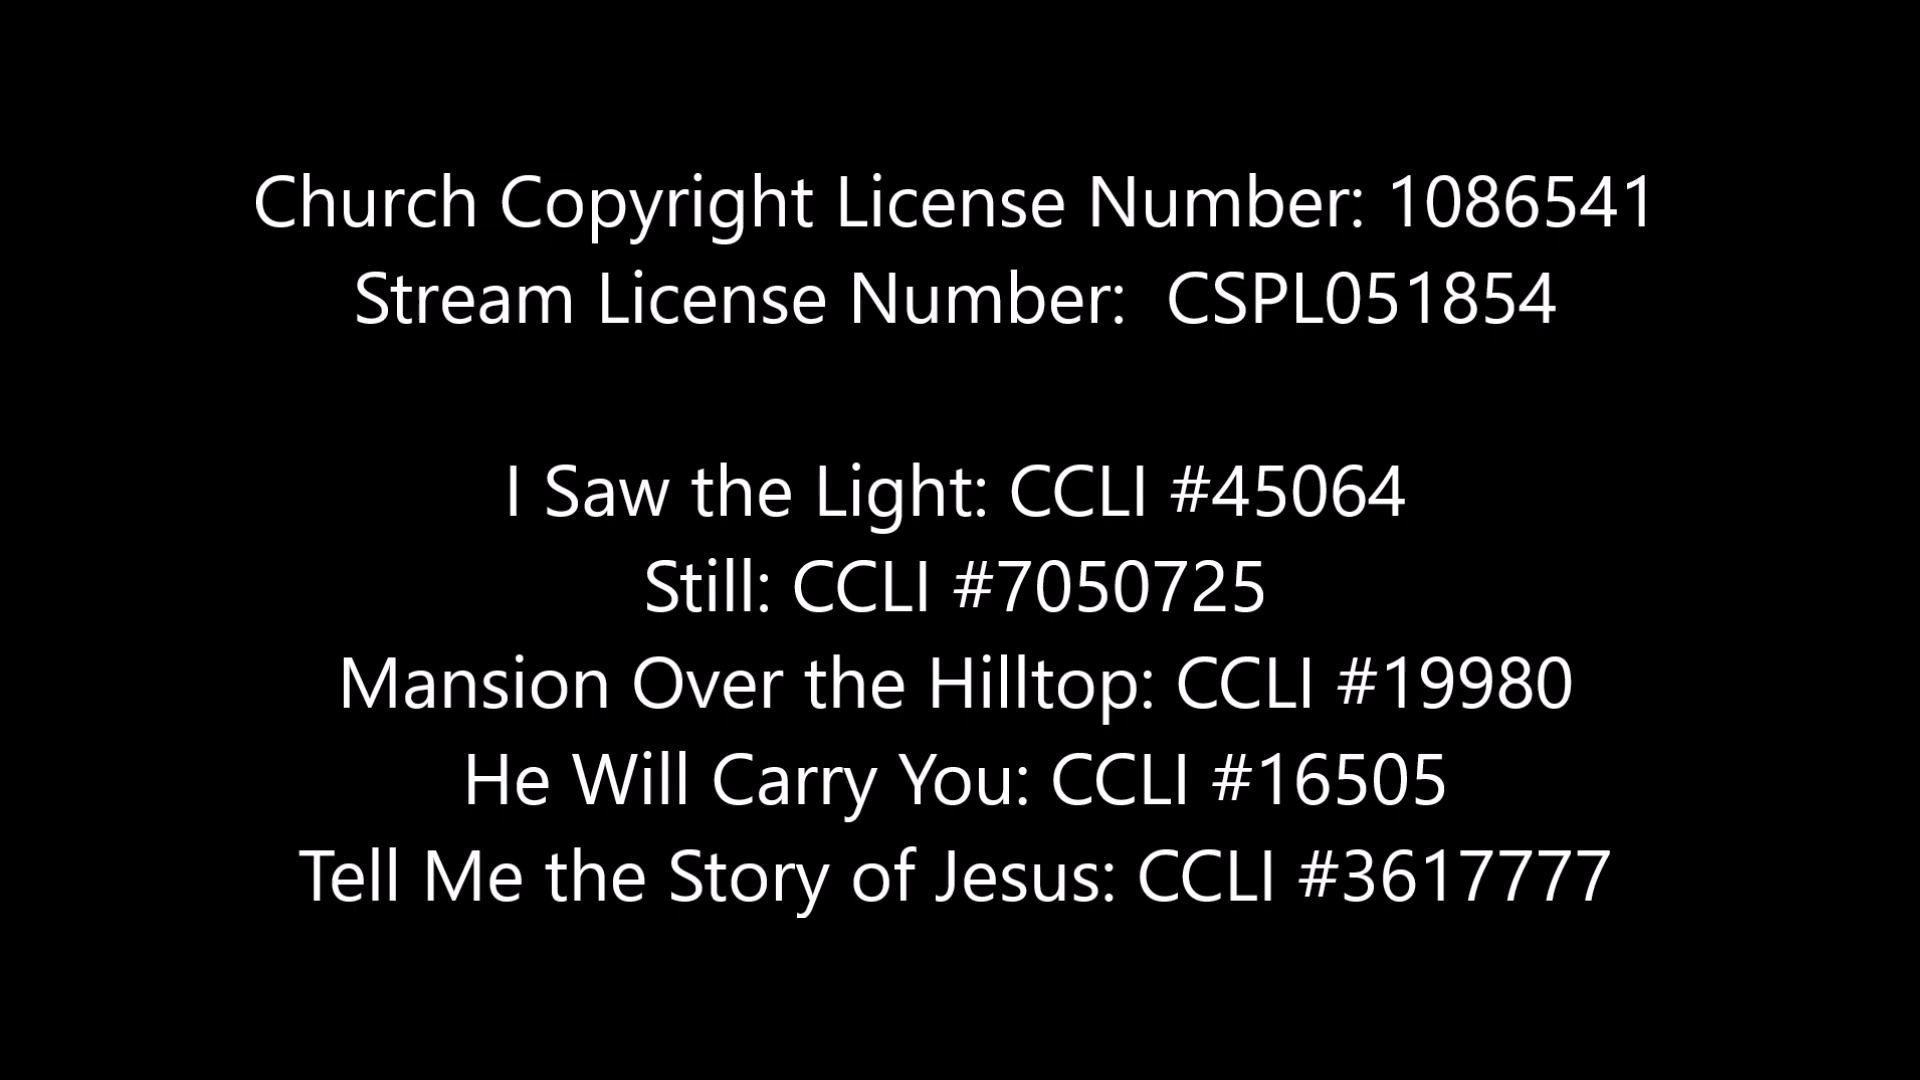 Church Copyright License Number: 1086541
Stream License Number:  CSPL051854
I Saw the Light: CCLI #45064
Still: CCLI #7050725
Mansion Over the Hilltop: CCLI #19980
He Will Carry You: CCLI #16505
Tell Me the Story of Jesus: CCLI #3617777